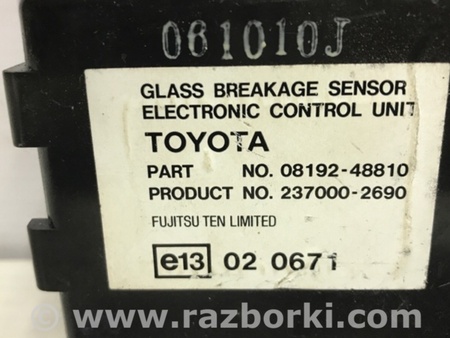 061010J
GLASS BREAKAGE SENSOR
ELECTRONIC CONTROL UNIT
TOYOTA
PART NO. 08192-48810
PRODUCT NO. 237000-2690
FUJITSU TEN LIMITED
e13 02 0671
www.razborki.com